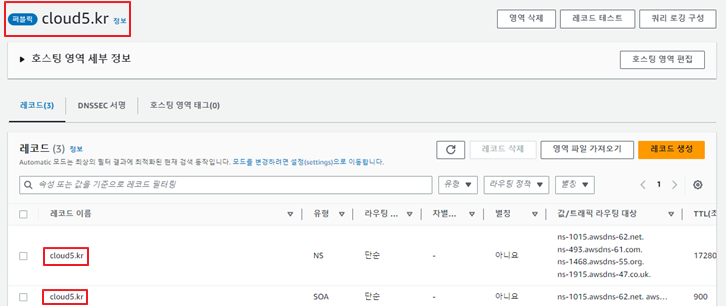 퍼블릭 cloud5.kr 정보
영역 삭제 레코드 테스트 쿼리 로깅 구성
▶ 호스팅 영역 세부 정보 호스팅 영역 편집
레코드(3) DNSSEC 서명 호스팅 영역 태그(0)
레코드 (3) 정보
레코드 삭제 영역 파일 가져오기 레코드 생성
Automatic 모드는 최상의 필터 결과에 최적화된 현재 검색 동작입니다. 모드를 변경하려면 설정(settings)으로 이동합니다.
속성 또는 값을 기준으로 레코드 필터링 유형 라우팅 정책 별칭 1
레코드 이름 유형 라우팅 ... 차별... 별칭 값/트래픽 라우팅 대상 TTL(초
cloud5.kr NS 단순 - 아니요
ns-1015.awsdns-62.net.
ns-493.awsdns-61.com.
ns-1468.awsdns-55.org.
ns-1915.awsdns-47.co.uk.
17280
cloud5.kr SOA 단순 - 아니요 ns-1015.awsdns-62.net. aws... 900